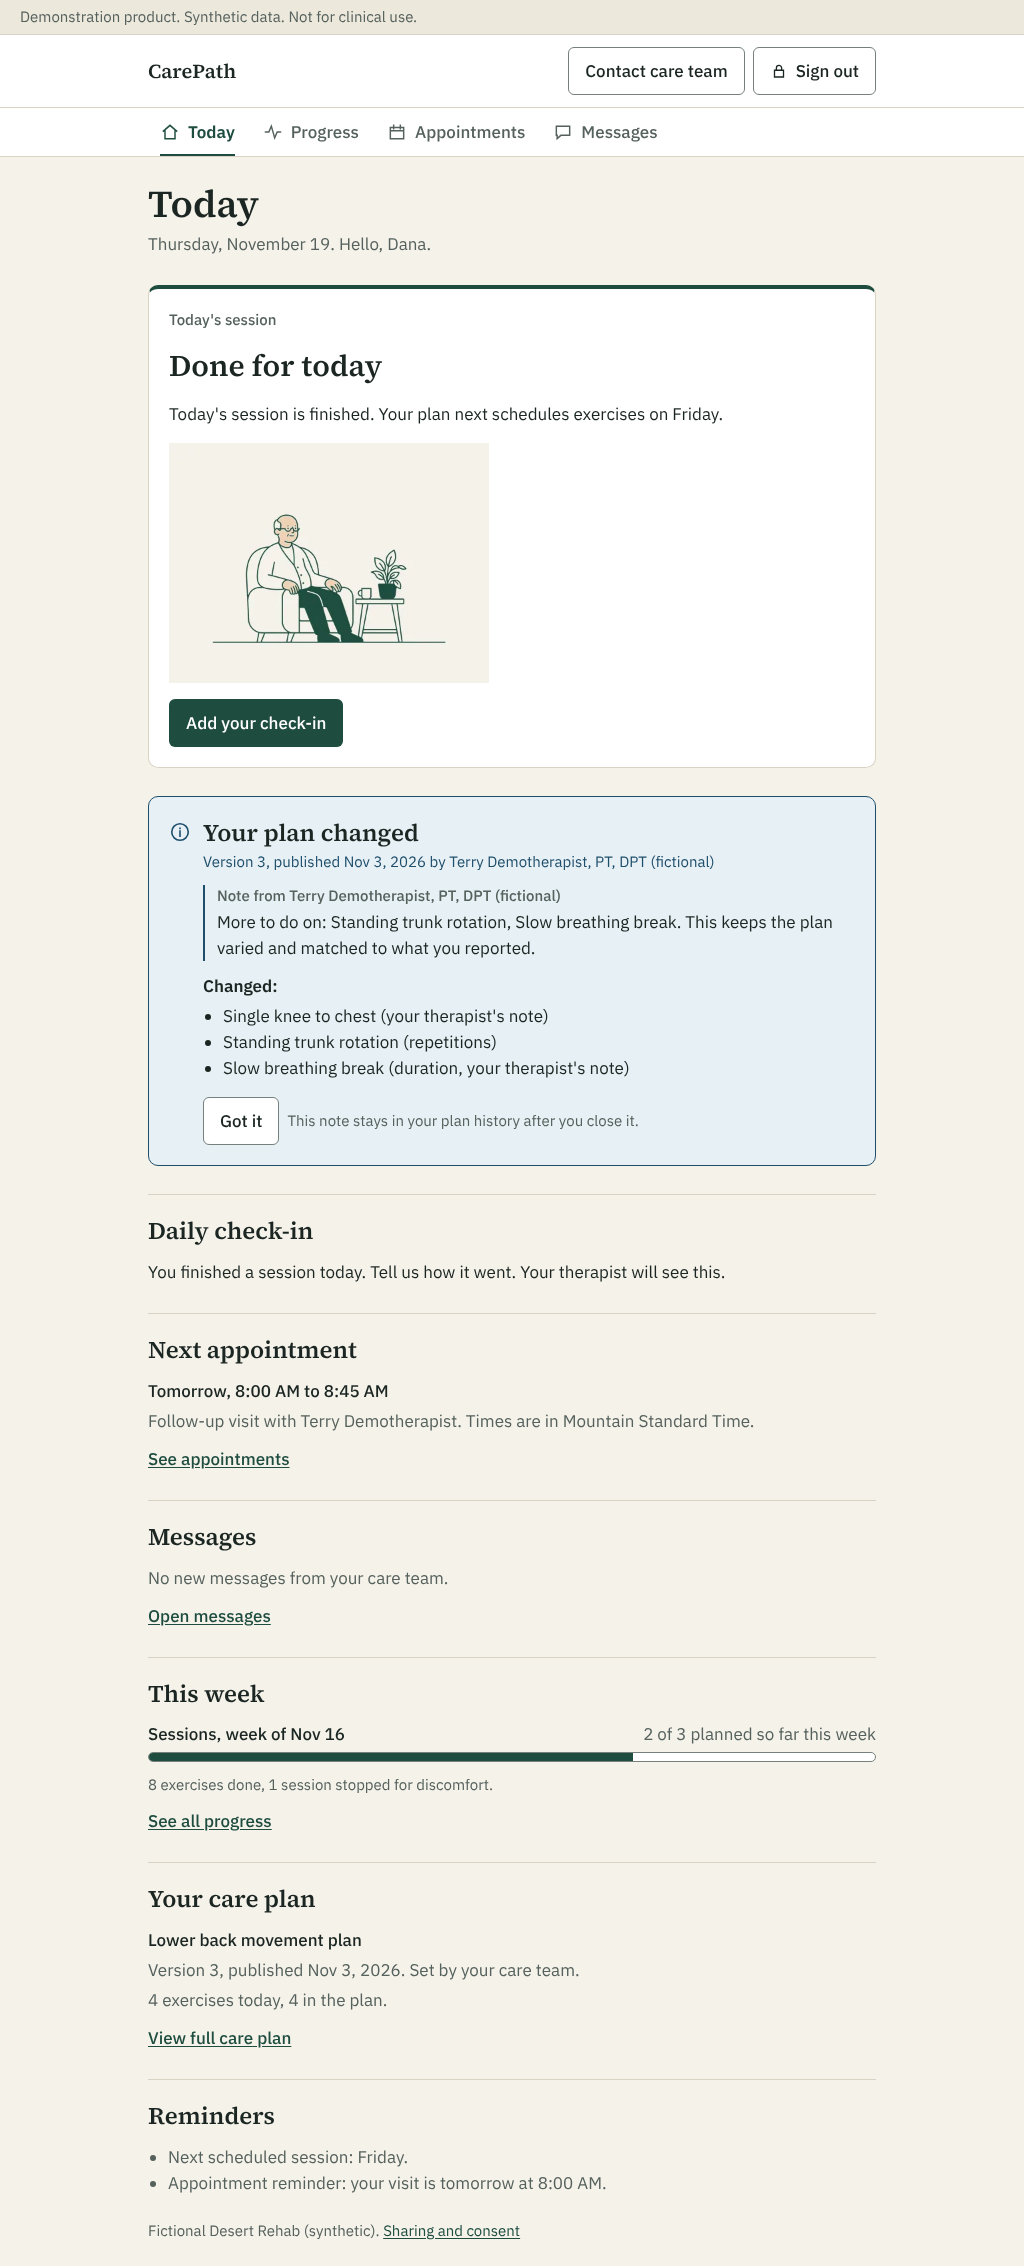 Demonstration product. Synthetic data. Not for clinical use.
CarePath
Contact care team
Sign out
Today
Progress
Appointments
Messages
Today
Thursday, November 19. Hello, Dana.
Today's session
Done for today
Today's session is finished. Your plan next schedules exercises on Friday.
Add your check-in
Your plan changed
Version 3, published Nov 3, 2026 by Terry Demotherapist, PT, DPT (fictional)
Note from Terry Demotherapist, PT, DPT (fictional)
More to do on: Standing trunk rotation, Slow breathing break. This keeps the plan
varied and matched to what you reported.
Changed:
Single knee to chest (your therapist's note)
Standing trunk rotation (repetitions)
Slow breathing break (duration, your therapist's note)
Got it
This note stays in your plan history after you close it.
Daily check-in
You finished a session today. Tell us how it went. Your therapist will see this.
Next appointment
Tomorrow, 8:00 AM to 8:45 AM
Follow-up visit with Terry Demotherapist. Times are in Mountain Standard Time.
See appointments
Messages
No new messages from your care team.
Open messages
This week
Sessions, week of Nov 16
2 of 3 planned so far this week
8 exercises done, 1 session stopped for discomfort.
See all progress
Your care plan
Lower back movement plan
Version 3, published Nov 3, 2026. Set by your care team.
4 exercises today, 4 in the plan.
View full care plan
Reminders
Next scheduled session: Friday.
Appointment reminder: your visit is tomorrow at 8:00 AM.
Fictional Desert Rehab (synthetic). Sharing and consent